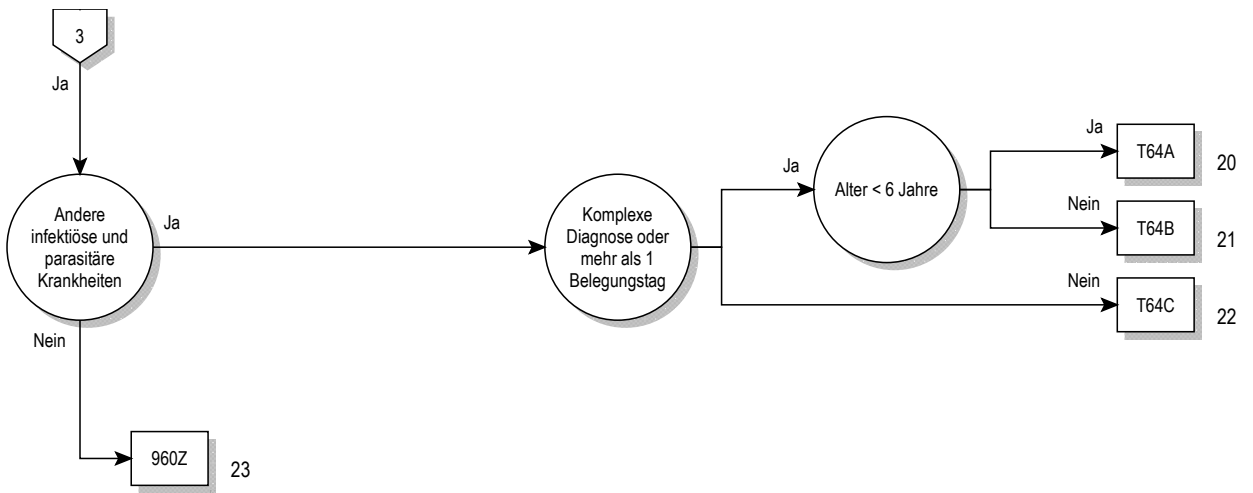 3
Ja
Andere
infektiöse und
parasitäre
Krankheiten
Ja
Nein
960Z
23
Komplexe
Diagnose oder
mehr als 1
Belegungstag
Ja
Alter < 6 Jahre
Ja
T64A
20
Nein
T64B
21
Nein
T64C
22